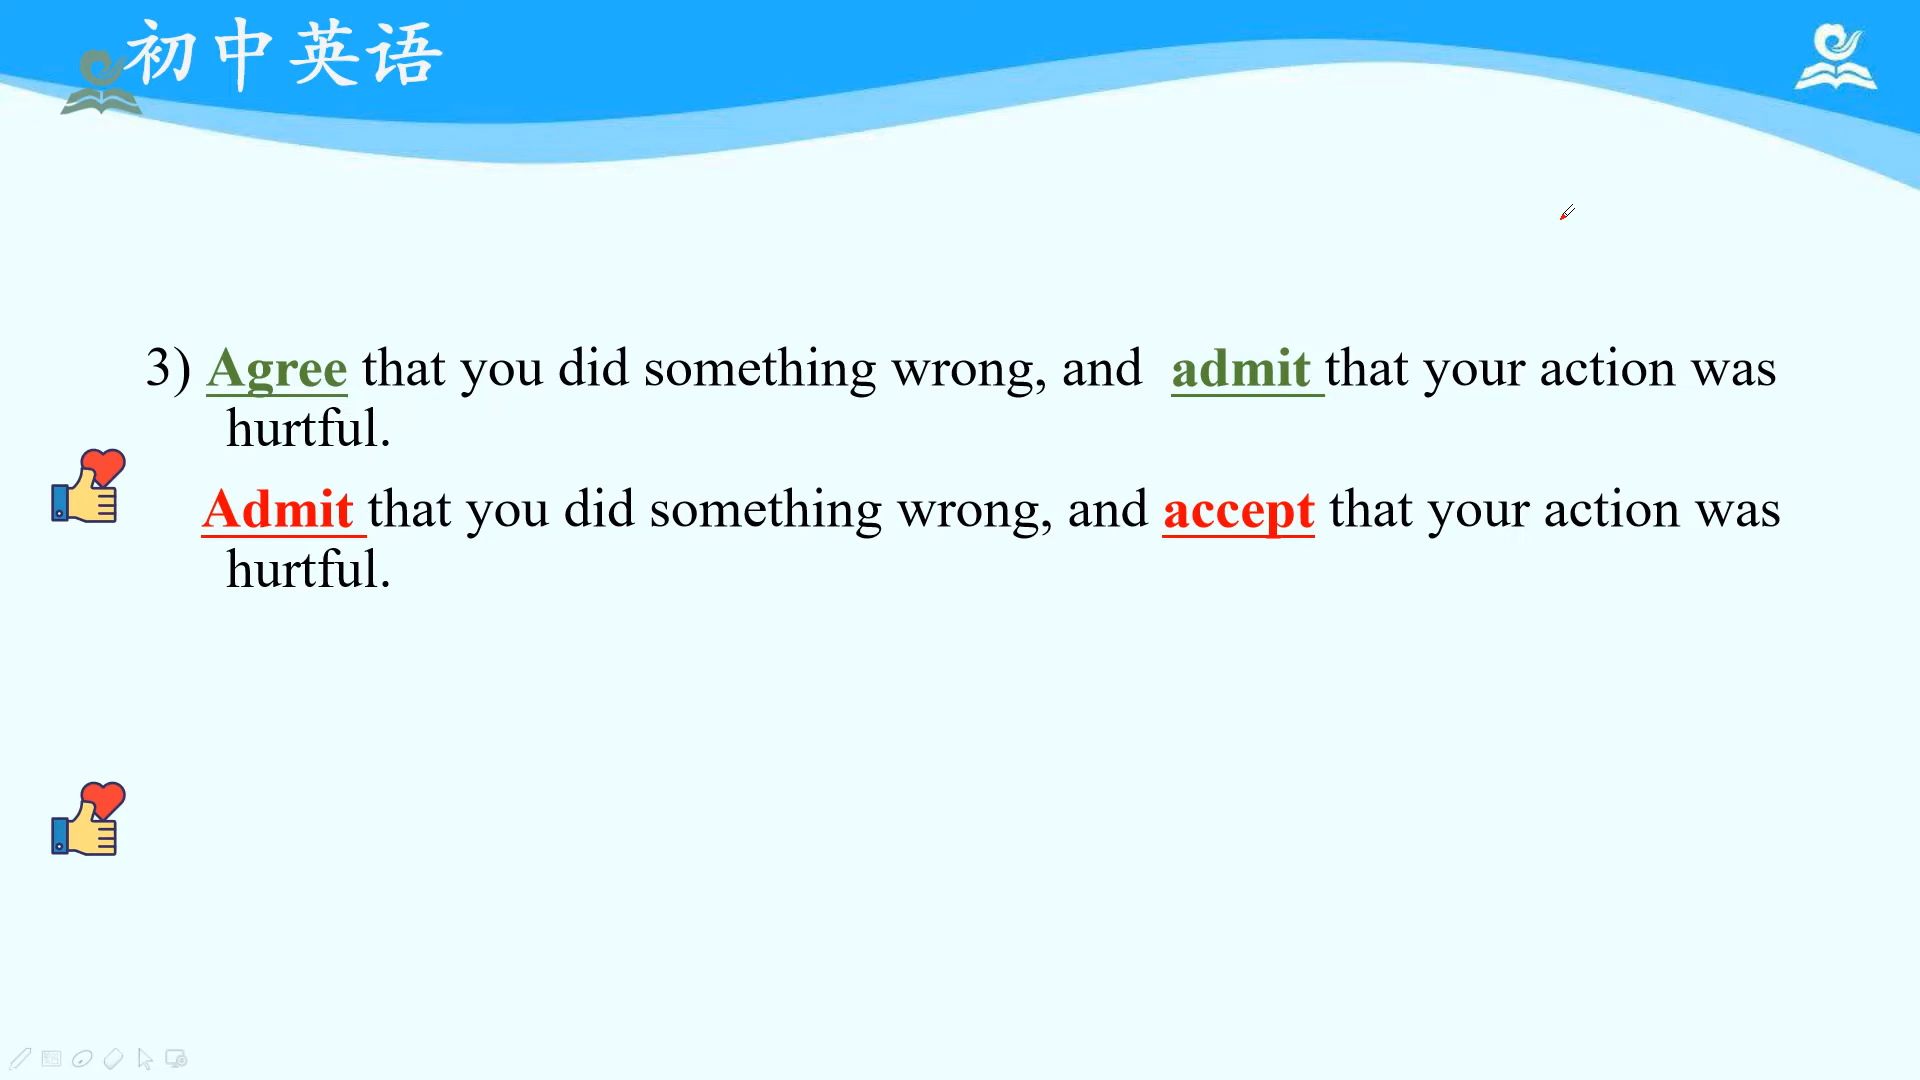 初中英语
3) Agree that you did something wrong, and admit that your action was
hurtful.
Admit that you did something wrong, and accept that your action was
hurtful.